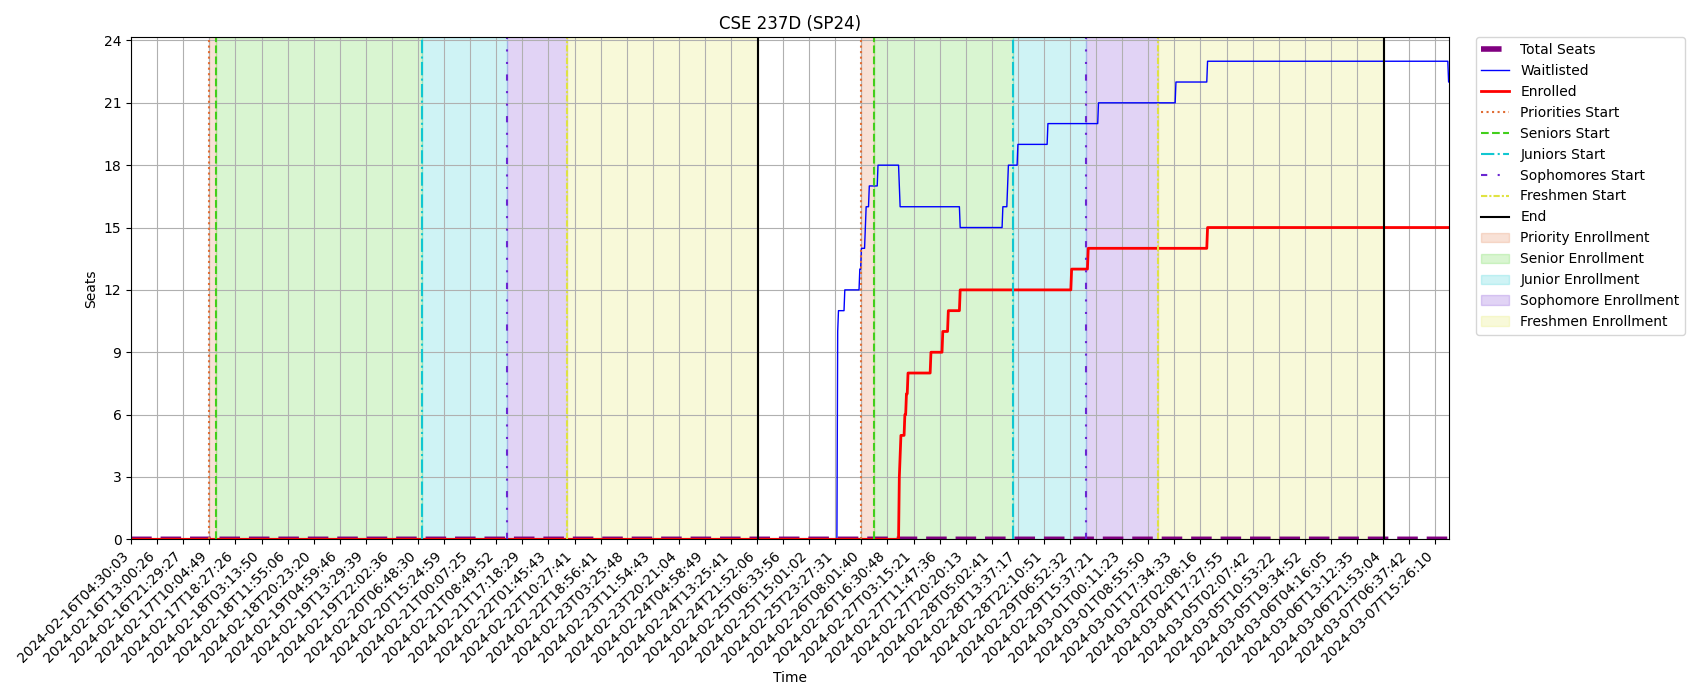 CSE 237D (SP24)
24
21
18
15
12
9
6
3
0
Seats
2024-02-16T04:30:03
2024-02-16T13:00:26
2024-02-16T21:29:27
2024-02-17T10:04:49
2024-02-17T18:27:26
2024-02-18T03:13:50
2024-02-18T11:55:06
2024-02-18T20:23:20
2024-02-19T04:59:46
2024-02-19T13:29:39
2024-02-19T22:02:36
2024-02-20T06:48:30
2024-02-20T15:24:59
2024-02-21T00:07:25
2024-02-21T08:49:52
2024-02-21T17:18:29
2024-02-22T01:45:43
2024-02-22T10:27:41
2024-02-22T18:56:41
2024-02-23T03:25:48
2024-02-23T11:54:43
2024-02-23T20:21:04
2024-02-24T04:58:49
2024-02-24T13:25:41
2024-02-24T21:52:06
2024-02-25T06:33:56
2024-02-25T15:01:02
2024-02-25T23:27:31
2024-02-26T08:01:40
2024-02-26T16:30:48
2024-02-27T03:15:21
2024-02-27T11:47:36
2024-02-27T20:20:13
2024-02-28T05:02:41
2024-02-28T13:37:17
2024-02-28T22:10:51
2024-02-29T06:52:32
2024-02-29T15:37:21
2024-03-01T00:11:23
2024-03-01T08:55:50
2024-03-01T17:34:33
2024-03-02T02:08:16
2024-03-04T17:27:55
2024-03-05T02:07:42
2024-03-05T10:53:22
2024-03-05T19:34:52
2024-03-06T04:16:05
2024-03-06T13:12:35
2024-03-06T21:53:04
2024-03-07T06:37:42
2024-03-07T15:26:10
Time
Total Seats
Waitlisted
Enrolled
Priorities Start
Seniors Start
Juniors Start
Sophomores Start
Freshmen Start
End
Priority Enrollment
Senior Enrollment
Junior Enrollment
Sophomore Enrollment
Freshmen Enrollment